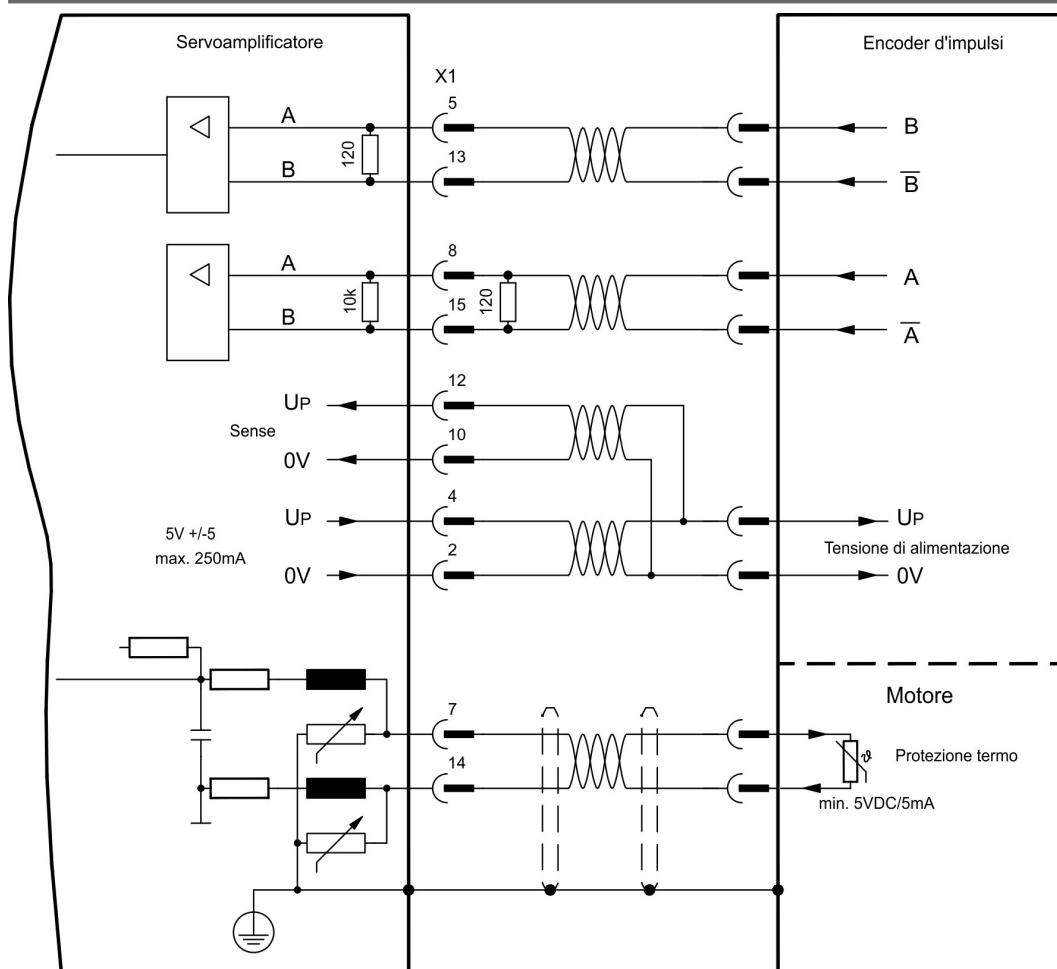 Servoamplificatore
Encoder d'impulsi
X1
A
5
B
120
B
13
B̅
A
8
A
10k
120
B
15
A̅
UP
12
Sense
0V
10
UP
4
UP
5V +/-5
max. 250mA
Tensione di alimentazione
0V
2
0V
Motore
7
Protezione termo
ϑ
14
min. 5VDC/5mA